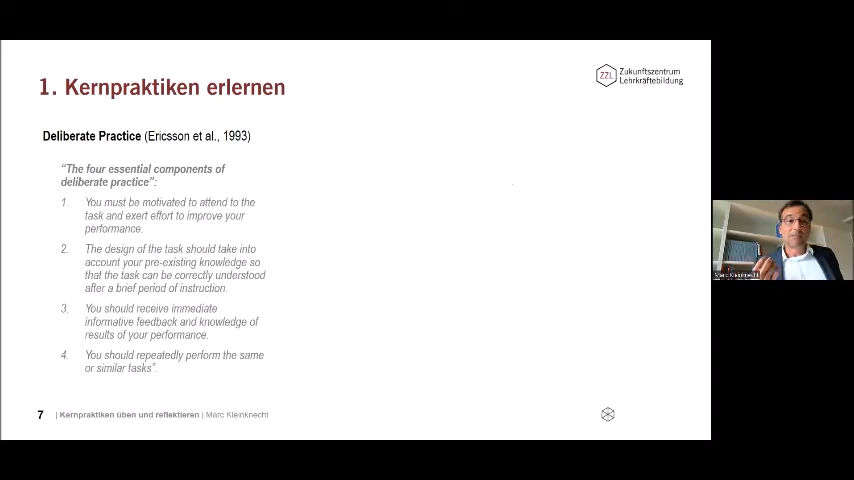 1. Kernpraktiken erlernen
ZZL
Zukunftszentrum
Lehrkräftebildung
Deliberate Practice (Ericsson et al., 1993)
“The four essential components of
deliberate practice”:
1. You must be motivated to attend to the
task and exert effort to improve your
performance.
2. The design of the task should take into
account your pre-existing knowledge so
that the task can be correctly understood
after a brief period of instruction.
3. You should receive immediate
informative feedback and knowledge of
results of your performance.
4. You should repeatedly perform the same
or similar tasks”.
7 | Kernpraktiken üben und reflektieren | Marc Kleinknecht
Marc Kleinknecht